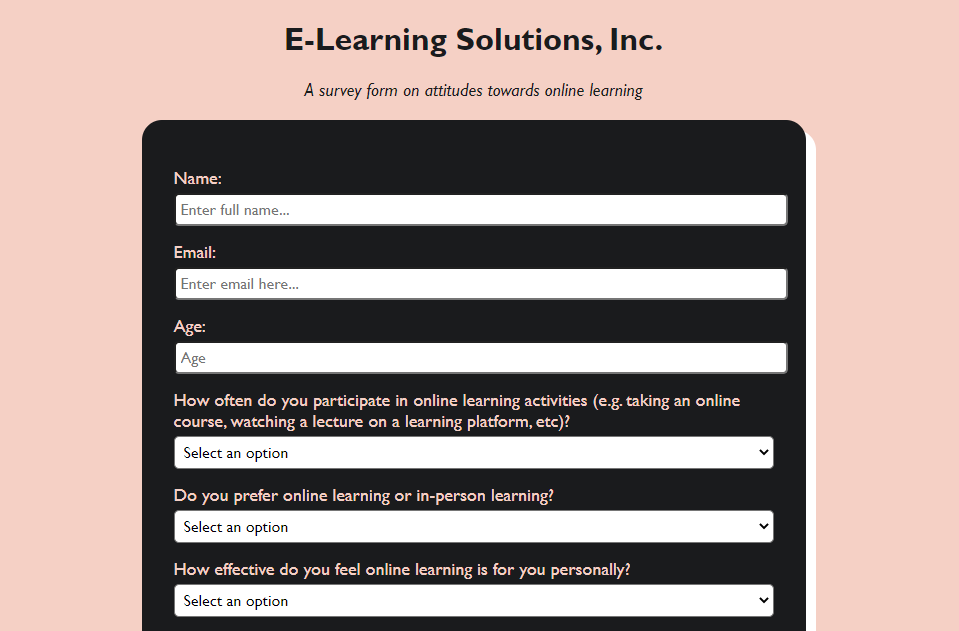 E-Learning Solutions, Inc.
A survey form on attitudes towards online learning
Name:
Enter full name...
Email:
Enter email here...
Age:
Age
How often do you participate in online learning activities (e.g. taking an online
course, watching a lecture on a learning platform, etc)?
Select an option
Do you prefer online learning or in-person learning?
Select an option
How effective do you feel online learning is for you personally?
Select an option